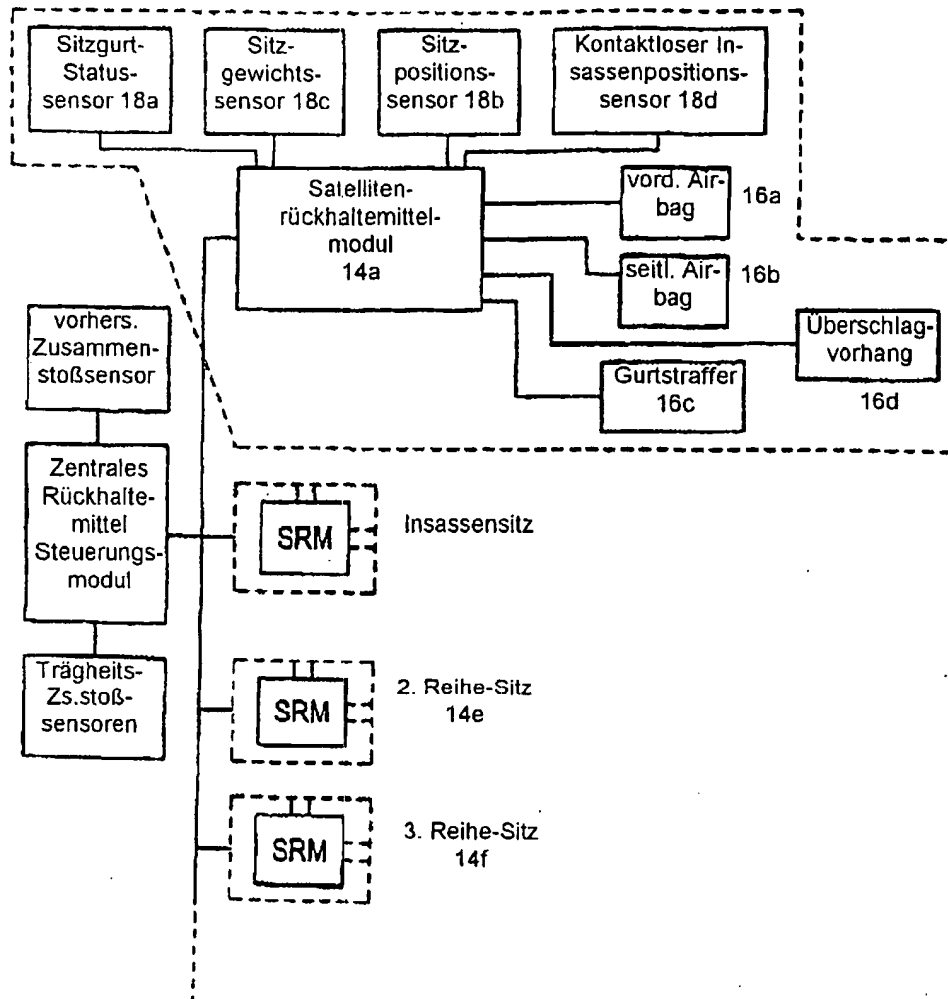 Sitzgurt-
Status-
sensor 18a
Sitz-
gewichts-
sensor 18c
Sitz-
positions-
sensor 18b
Kontaktloser In-
sassenpositions-
sensor 18d
Satelliten-
rückhaltemittel-
modul
14a
vord. Air-
bag
16a
seitl. Air-
bag
16b
Überschlag-
vorhang
16d
Gurtstraffer
16c
vorhers.
Zusammen-
stoßsensor
Zentrales
Rückhalte-
mittel
Steuerungs-
modul
Trägheits-
Zs.stoß-
sensoren
SRM
Insassensitz
SRM
2. Reihe-Sitz
14e
SRM
3. Reihe-Sitz
14f